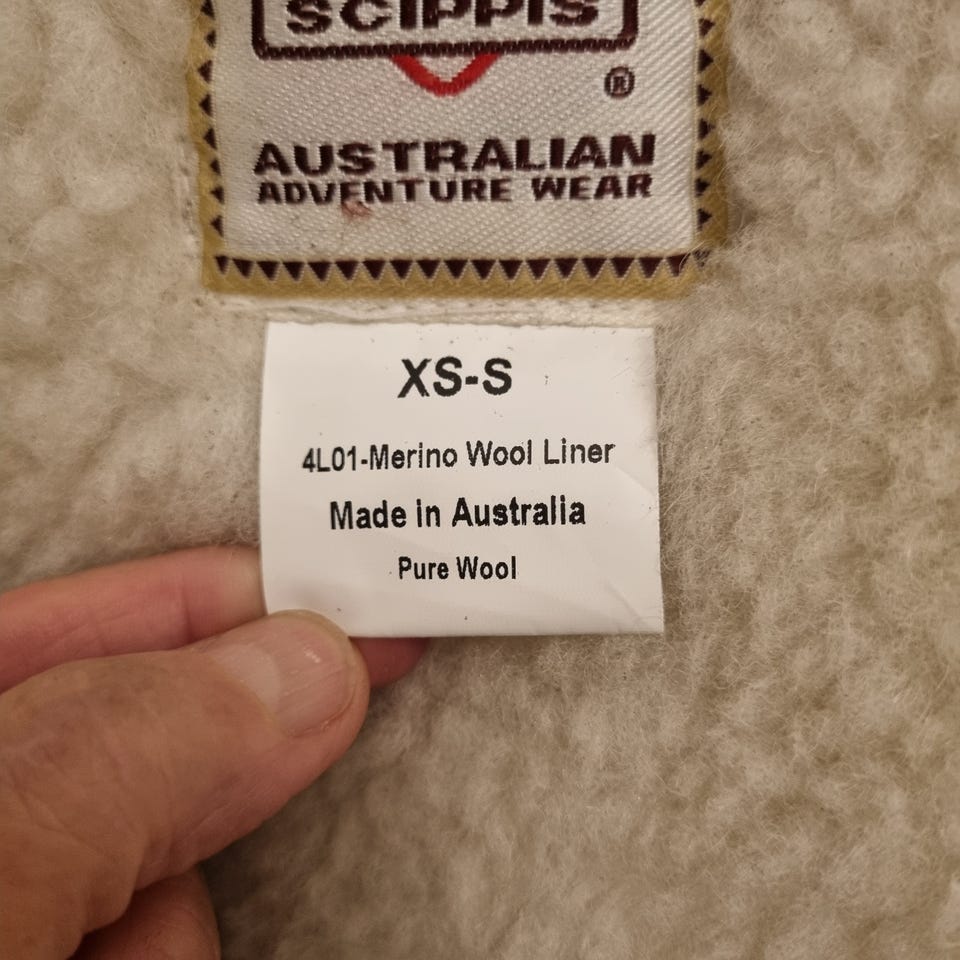 SCIPPIS
®
AUSTRALIAN
ADVENTURE WEAR
XS-S
4L01-Merino Wool Liner
Made in Australia
Pure Wool